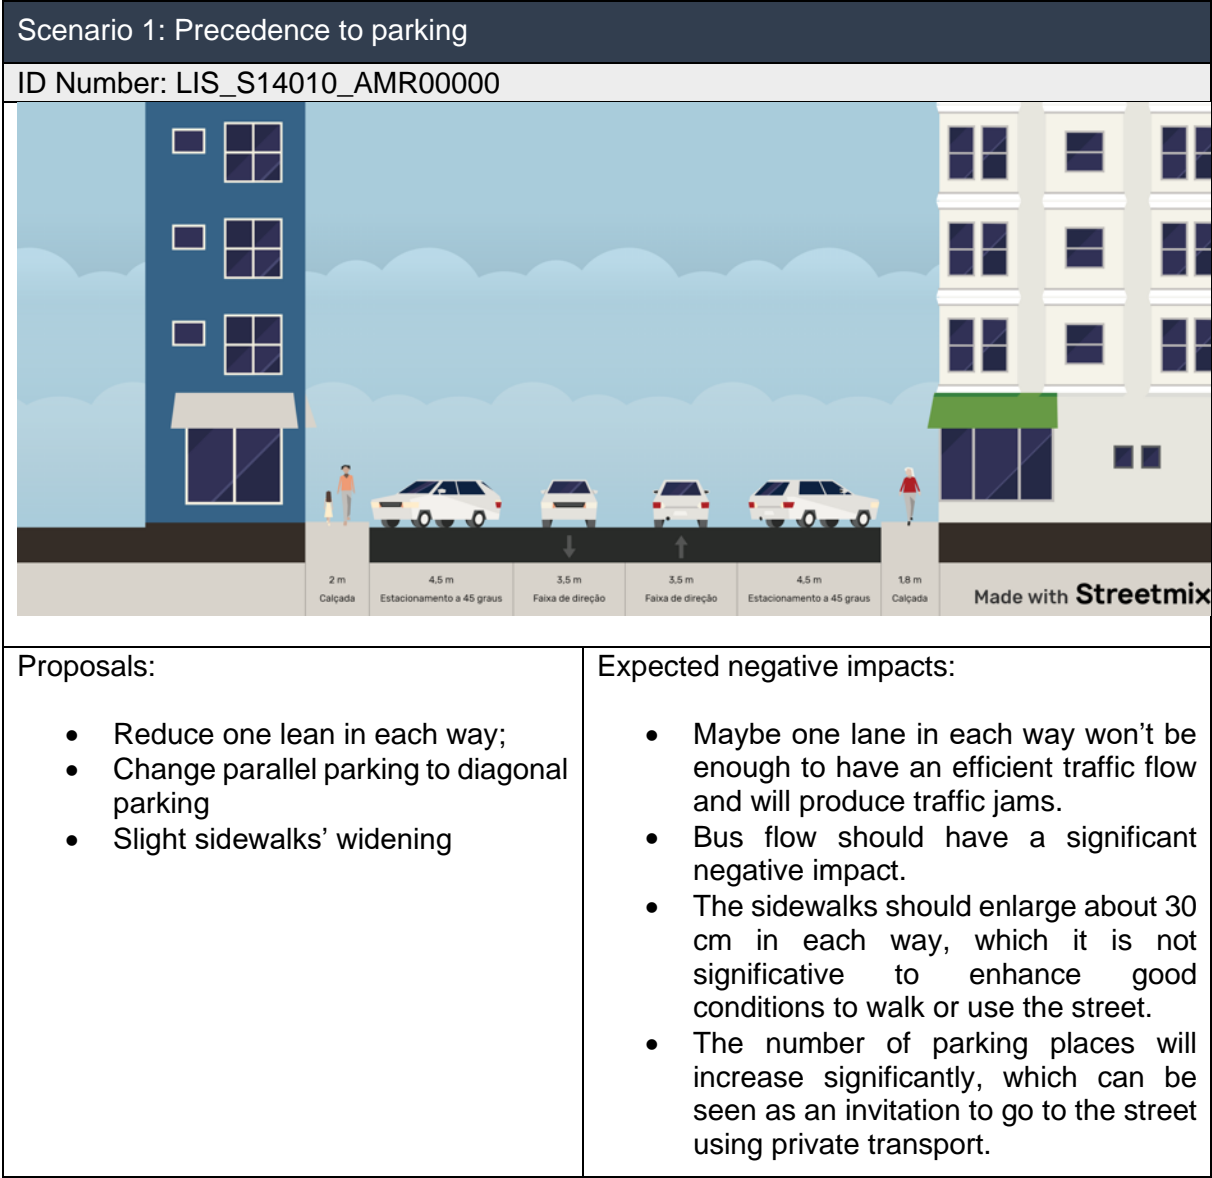 Scenario 1: Precedence to parking
ID Number: LIS_S14010_AMR00000
2 m
Calçada
4,5 m
Estacionamento a 45 graus
3,5 m
Faixa de direção
3,5 m
Faixa de direção
4,5 m
Estacionamento a 45 graus
1,8 m
Calçada
Made with Streetmix
Proposals:
• Reduce one lean in each way;
• Change parallel parking to diagonal
parking
• Slight sidewalks’ widening
Expected negative impacts:
• Maybe one lane in each way won’t be
enough to have an efficient traffic flow
and will produce traffic jams.
• Bus flow should have a significant
negative impact.
• The sidewalks should enlarge about 30
cm in each way, which it is not
significative to enhance good
conditions to walk or use the street.
• The number of parking places will
increase significantly, which can be
seen as an invitation to go to the street
using private transport.